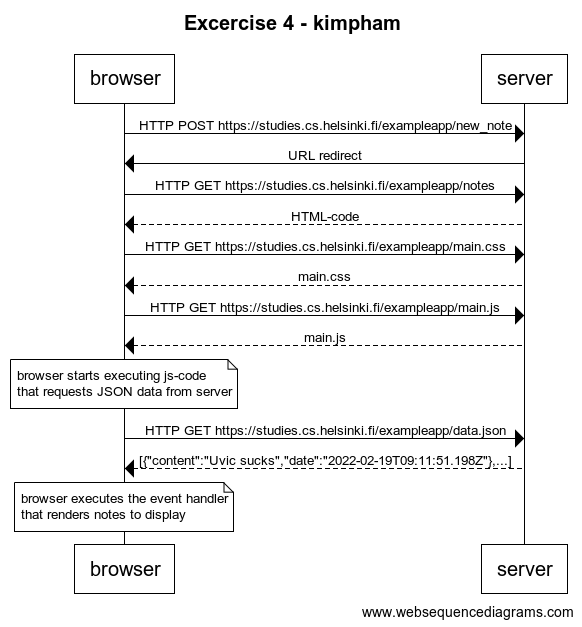 Excercise 4 - kimpham
browser
server
HTTP POST https://studies.cs.helsinki.fi/exampleapp/new_note
URL redirect
HTTP GET https://studies.cs.helsinki.fi/exampleapp/notes
HTML-code
HTTP GET https://studies.cs.helsinki.fi/exampleapp/main.css
main.css
HTTP GET https://studies.cs.helsinki.fi/exampleapp/main.js
main.js
browser starts executing js-code
that requests JSON data from server
HTTP GET https://studies.cs.helsinki.fi/exampleapp/data.json
[{"content":"Uvic sucks","date":"2022-02-19T09:11:51.198Z"},...]
browser executes the event handler
that renders notes to display
browser
server
www.websequencediagrams.com